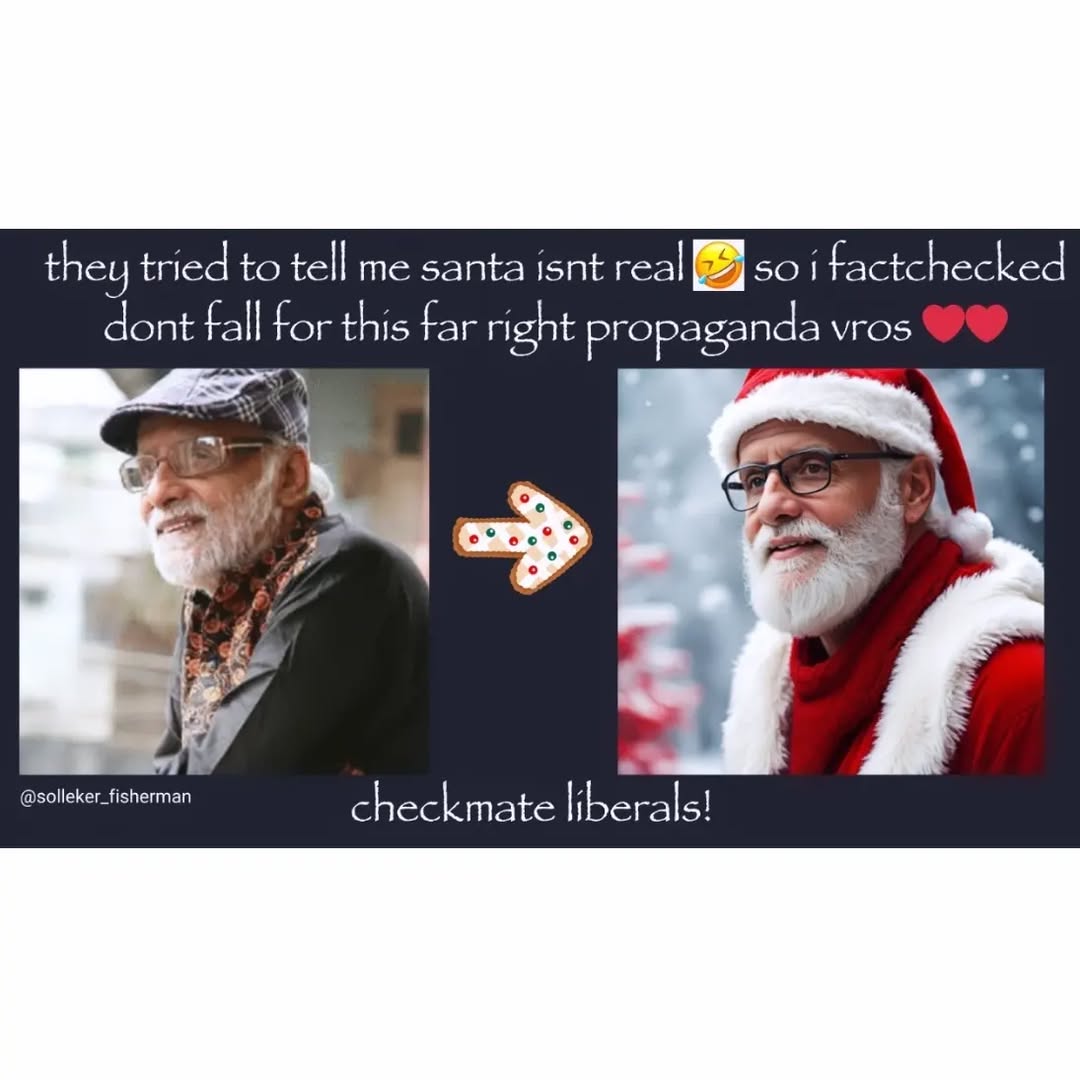 they tried to tell me santa isnt real🤣 so i factchecked
dont fall for this far right propaganda vros ❤️❤️
@solleker_fisherman
checkmate liberals!